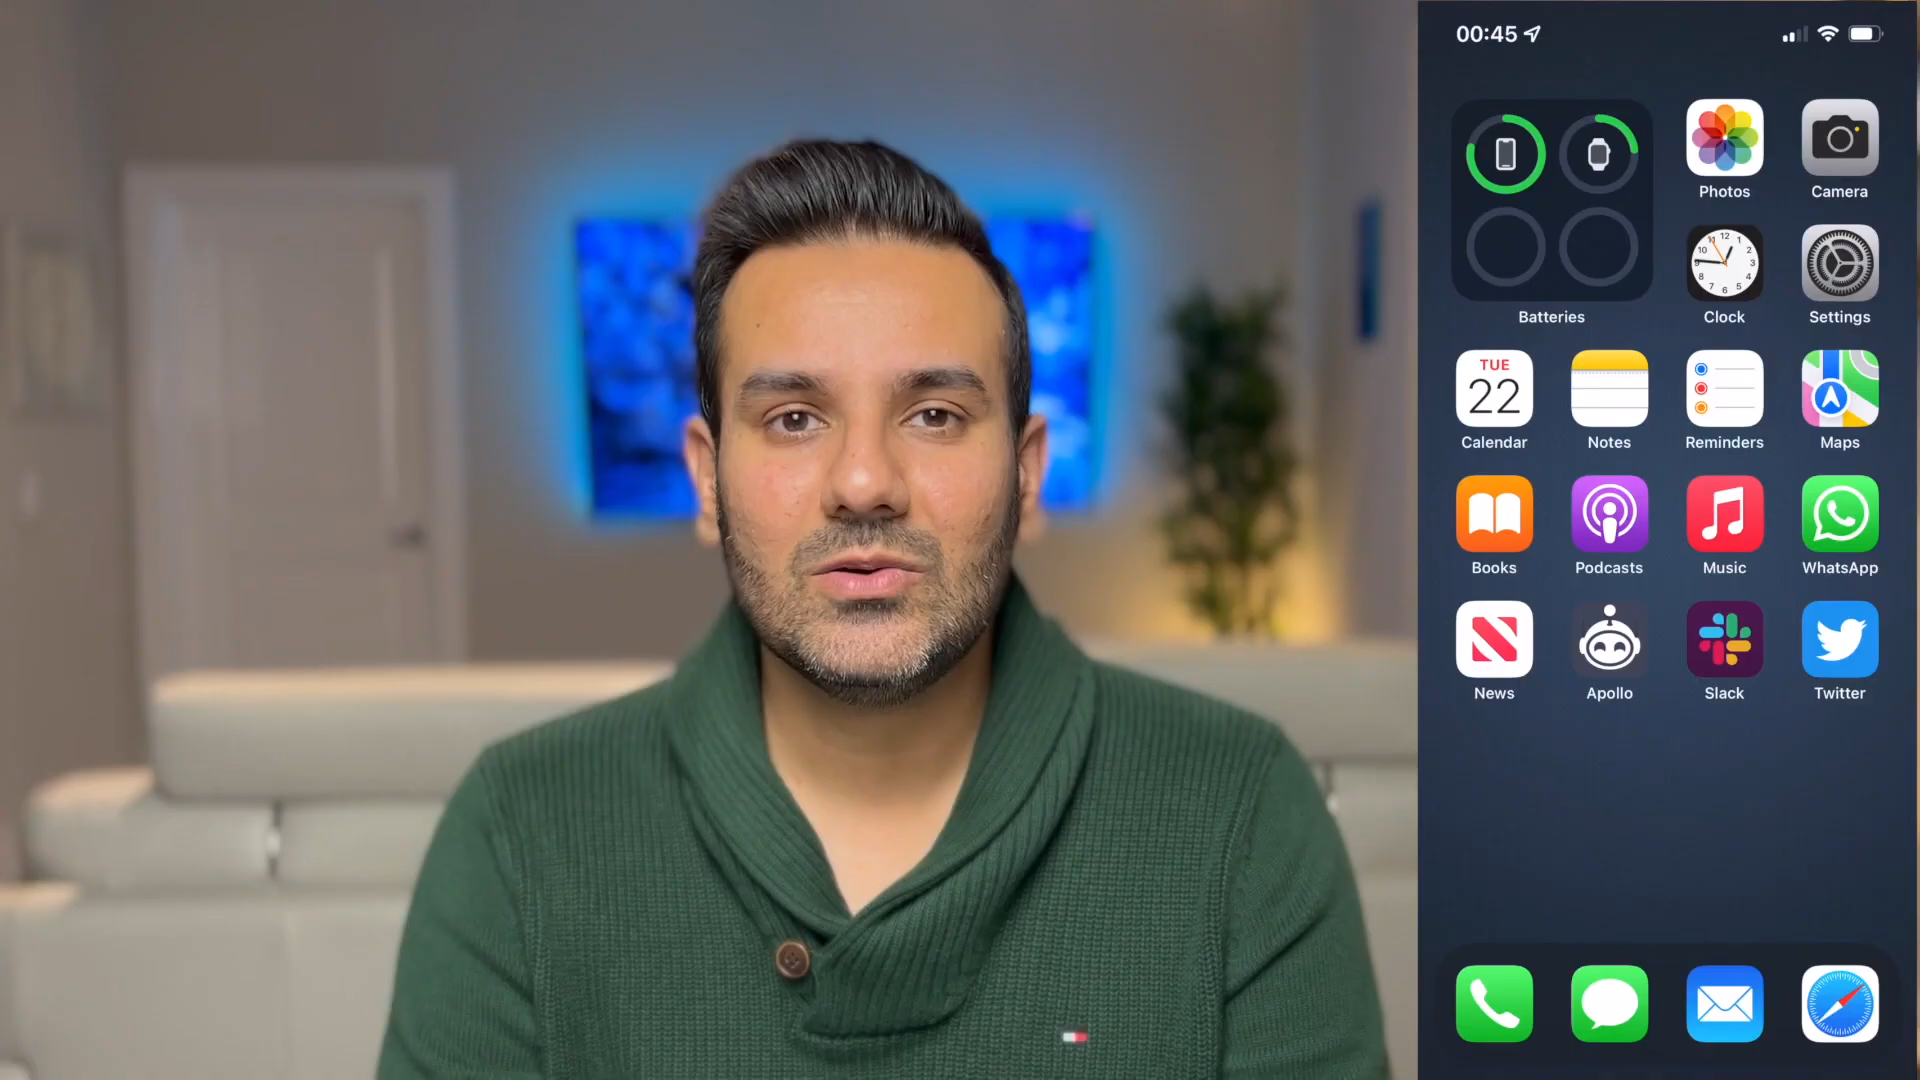 00:45
Photos
Camera
Batteries
Clock
Settings
TUE
22
Calendar
Notes
Reminders
Maps
Books
Podcasts
Music
WhatsApp
News
Apollo
Slack
Twitter